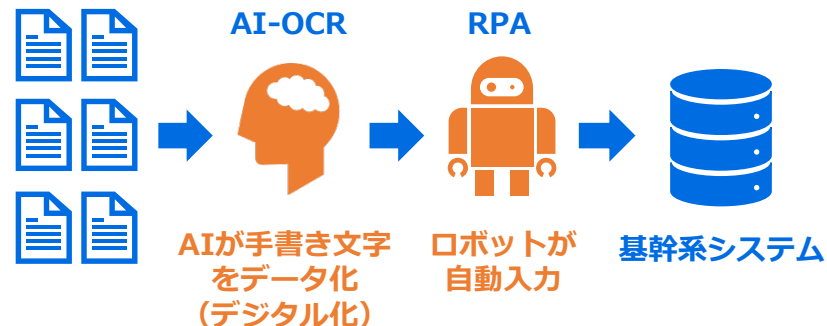 AI-OCR
RPA
AIが手書き文字
をデータ化
（デジタル化）
ロボットが
自動入力
基幹系システム